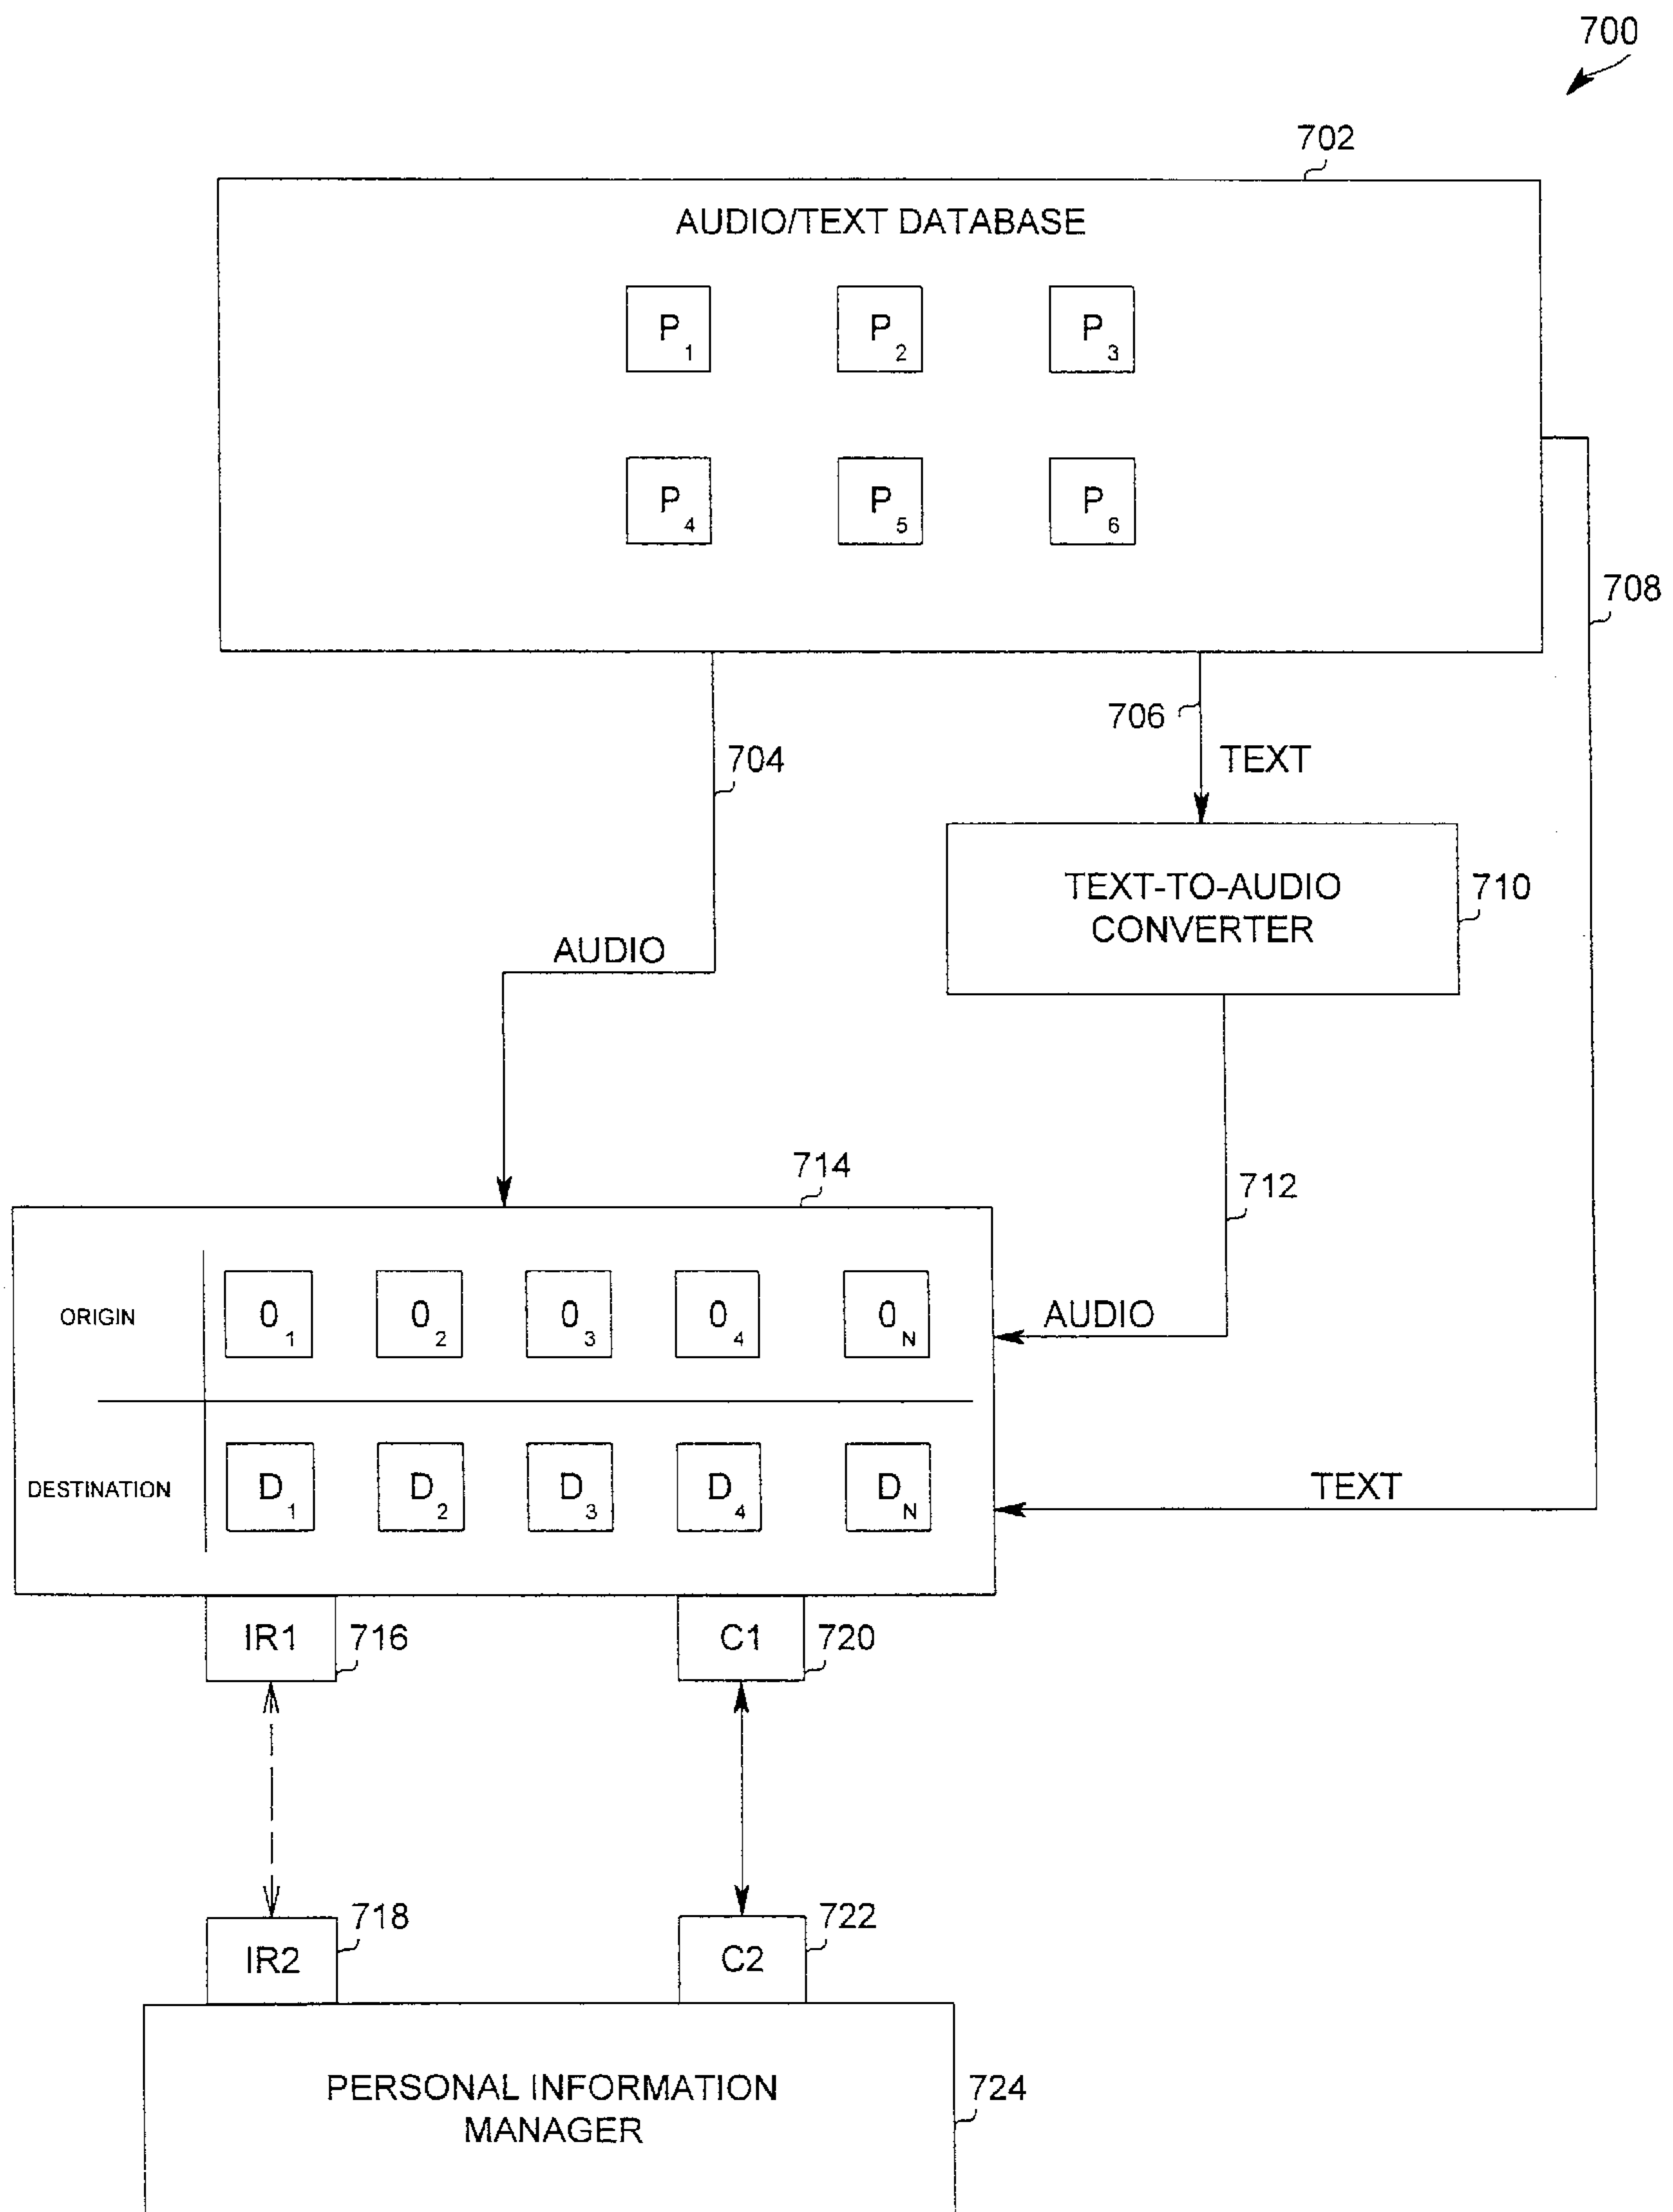 700
702
AUDIO/TEXT DATABASE
P1 P2 P3
P4 P5 P6
708
706
TEXT
704
TEXT-TO-AUDIO
CONVERTER
710
AUDIO
714
712
ORIGIN 01 02 03 04 0N
AUDIO
DESTINATION D1 D2 D3 D4 DN
TEXT
IR1 716 C1 720
718 722
IR2 C2
PERSONAL INFORMATION
MANAGER
724